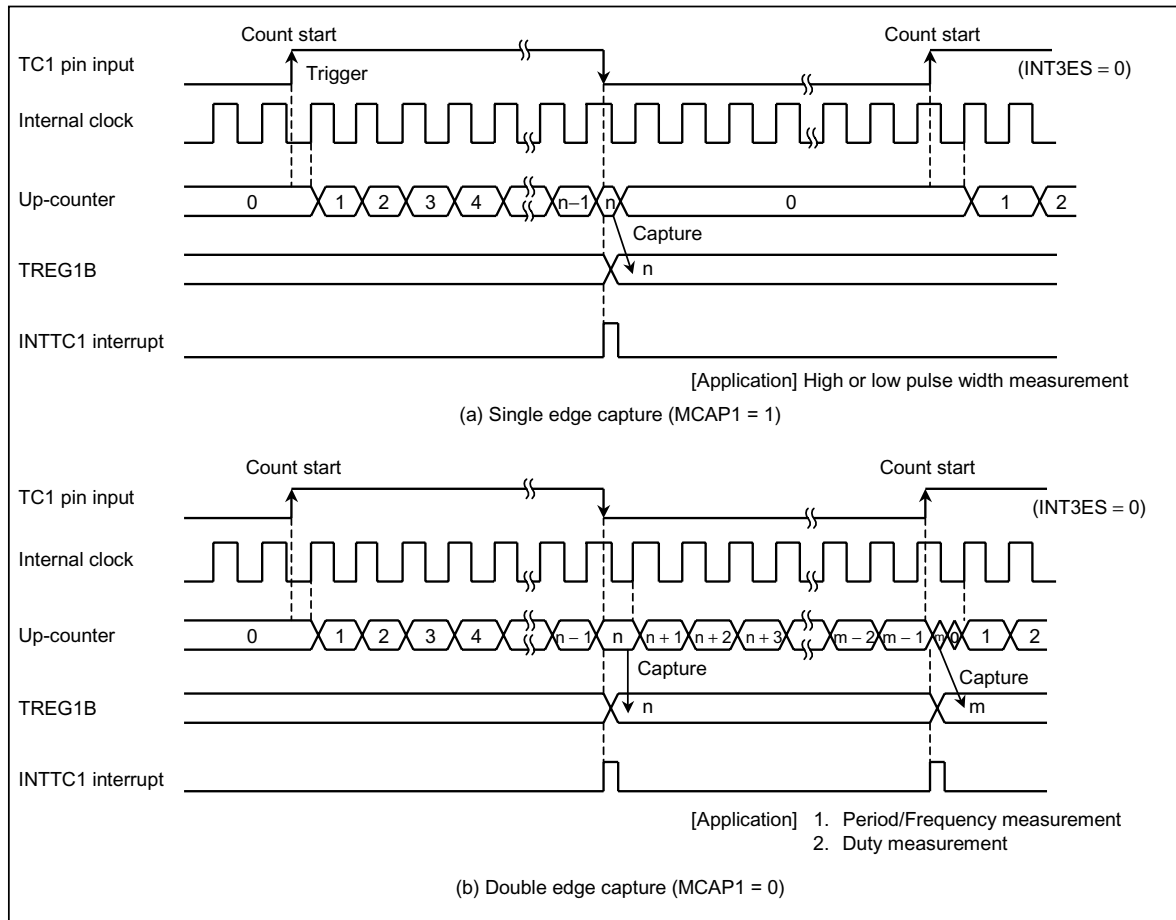 Count start Count start
TC1 pin input Trigger (INT3ES = 0)
Internal clock
Up-counter 0 1 2 3 4 n−1 n 0 1 2
Capture
TREG1B n
INTTC1 interrupt
[Application] High or low pulse width measurement
(a) Single edge capture (MCAP1 = 1)
Count start Count start
TC1 pin input (INT3ES = 0)
Internal clock
Up-counter 0 1 2 3 4 n − 1 n n + 1 n + 2 n + 3 m − 2 m − 1 m 0 1 2
Capture Capture
TREG1B n m
INTTC1 interrupt
[Application] 1. Period/Frequency measurement
2. Duty measurement
(b) Double edge capture (MCAP1 = 0)